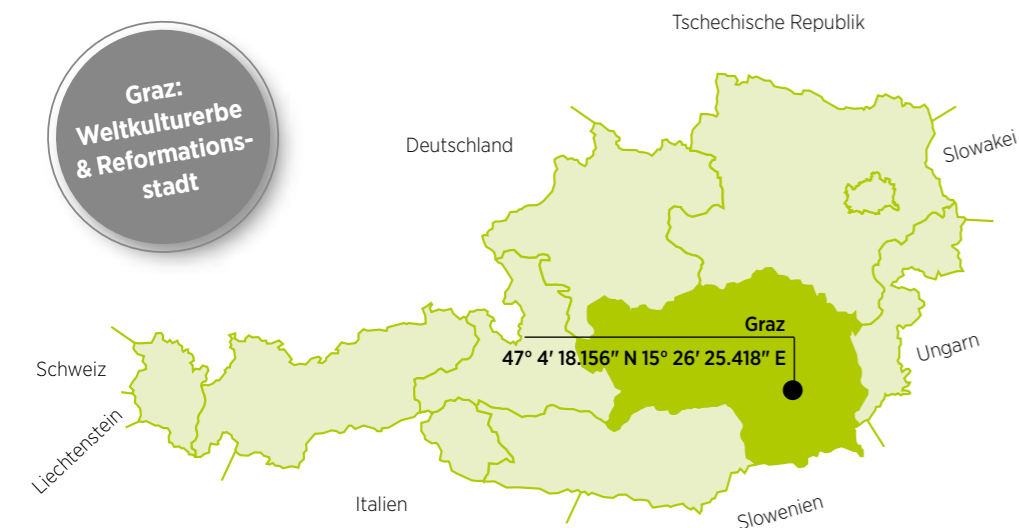 Tschechische Republik
Graz:
Weltkulturerbe
& Reformations-
stadt
Deutschland
Slowakei
Graz
47° 4′ 18.156″ N 15° 26′ 25.418″ E
Ungarn
Schweiz
Liechtenstein
Italien
Slowenien